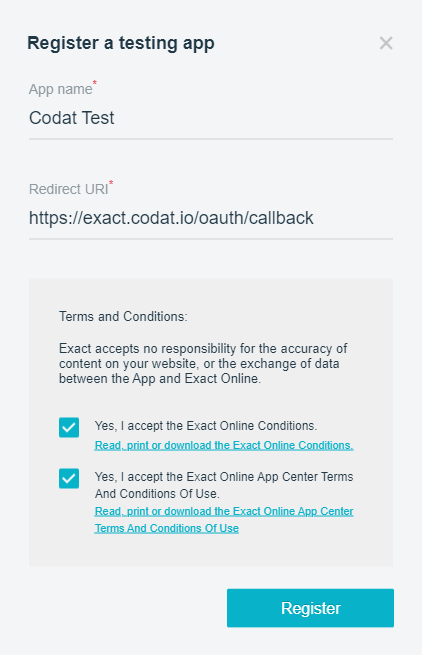 Register a testing app
App name*
Codat Test
Redirect URI*
https://exact.codat.io/oauth/callback
Terms and Conditions:
Exact accepts no responsibility for the accuracy of
content on your website, or the exchange of data
between the App and Exact Online.
Yes, I accept the Exact Online Conditions.
Read, print or download the Exact Online Conditions.
Yes, I accept the Exact Online App Center Terms
And Conditions Of Use.
Read, print or download the Exact Online App Center
Terms And Conditions Of Use
Register